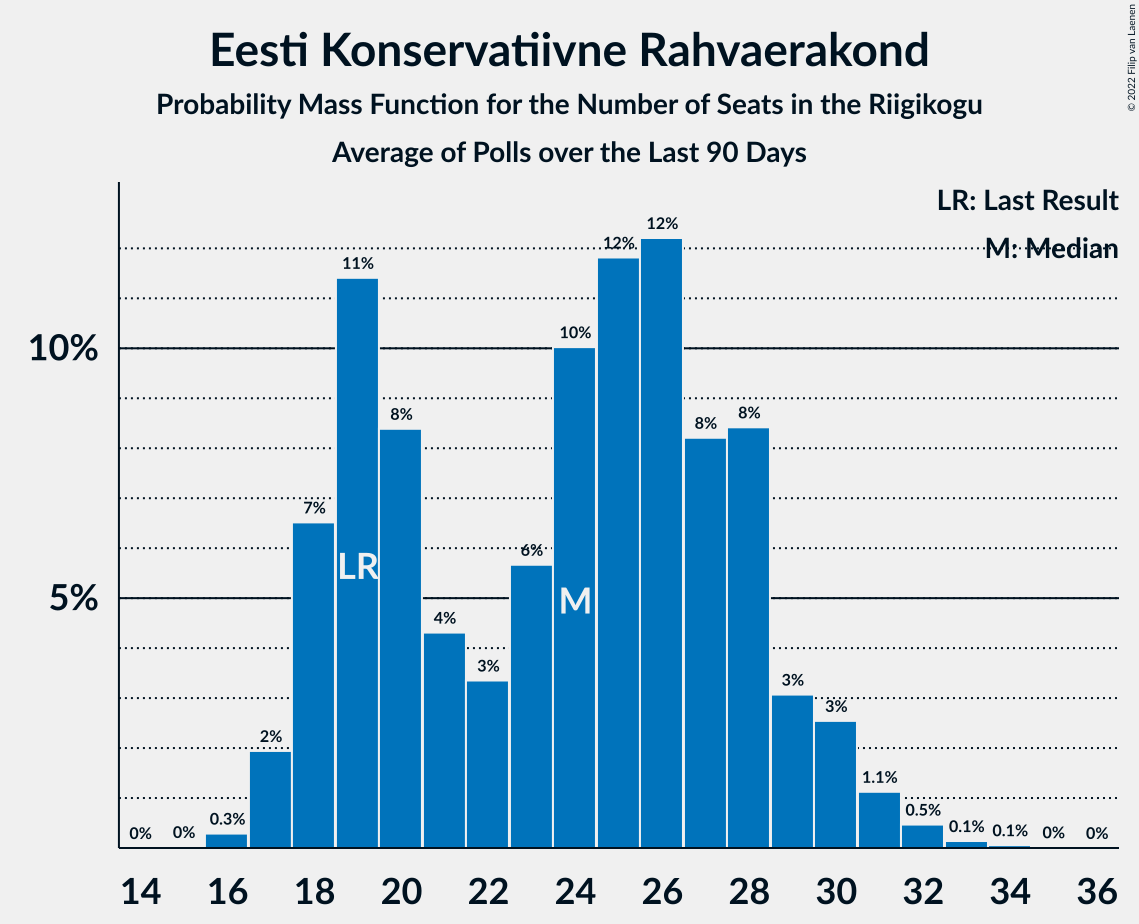 Eesti Konservatiivne Rahvaerakond
Probability Mass Function for the Number of Seats in the Riigikogu
Average of Polls over the Last 90 Days
© 2022 Filip van Laenen
LR: Last Result
M: Median
10%
5%
0%
0%
0.3%
2%
7%
11%
8%
4%
3%
6%
10%
12%
12%
8%
8%
3%
3%
1.1%
0.5%
0.1%
0.1%
0%
0%
LR
M
14 16 18 20 22 24 26 28 30 32 34 36